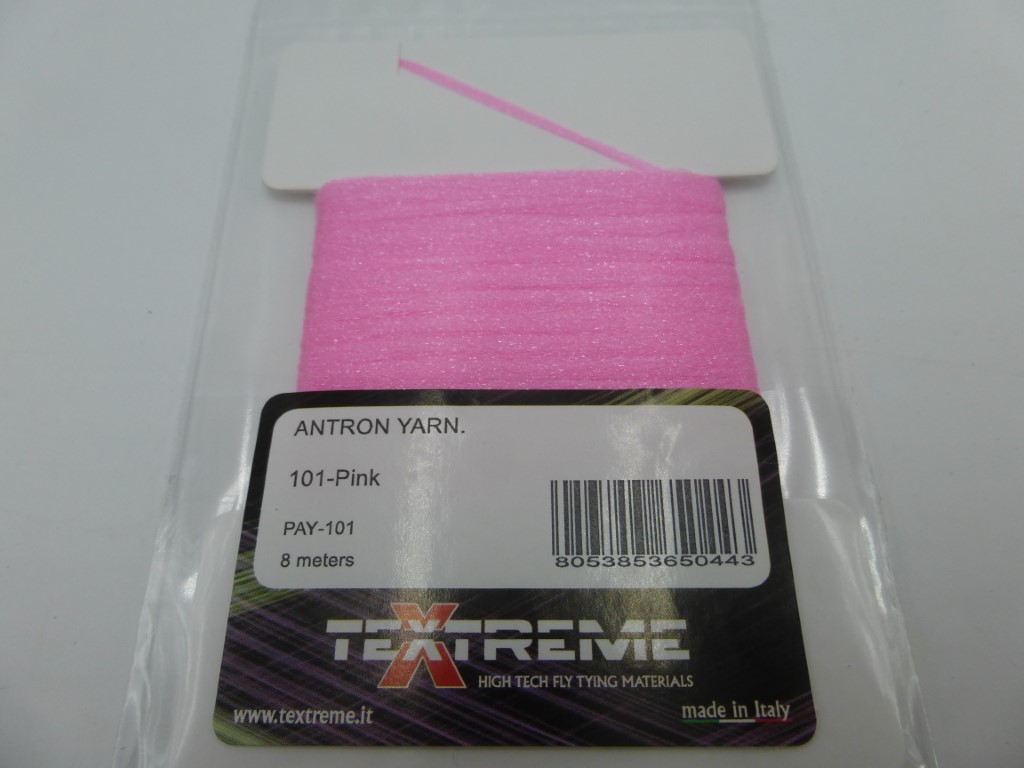 ANTRON YARN.
101-Pink
PAY-101
8 meters
8053853650443
TEXTREME
HIGH TECH FLY TYING MATERIALS
www.textreme.it
made in Italy